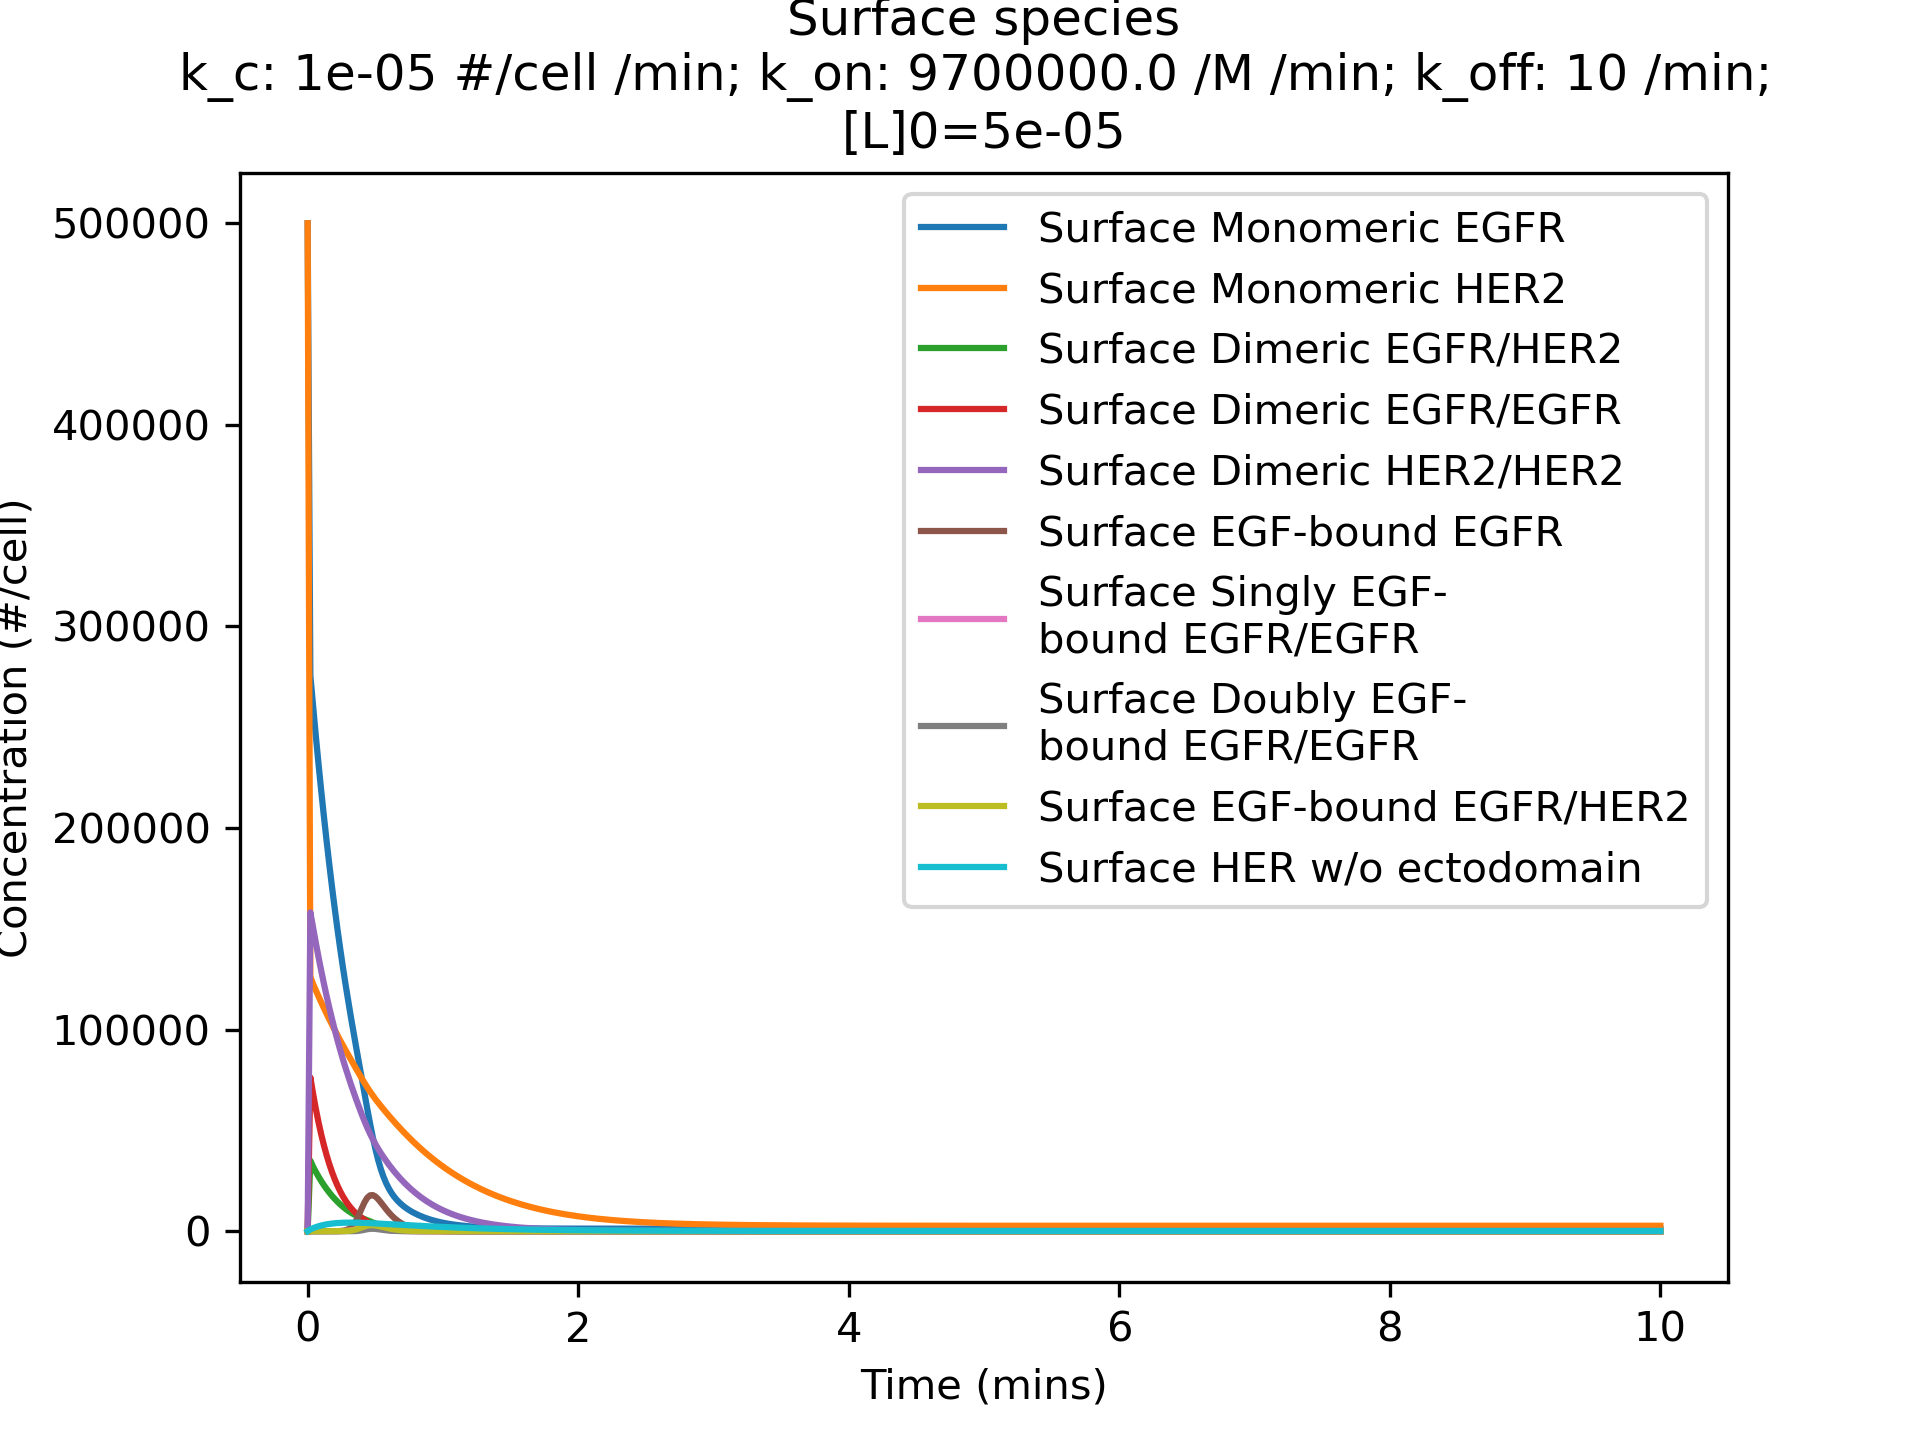 Surface species
k_c: 1e-05 #/cell /min; k_on: 9700000.0 /M /min; k_off: 10 /min;
[L]0=5e-05
500000
400000
300000
200000
100000
0
Concentration (#/cell)
Surface Monomeric EGFR
Surface Monomeric HER2
Surface Dimeric EGFR/HER2
Surface Dimeric EGFR/EGFR
Surface Dimeric HER2/HER2
Surface EGF-bound EGFR
Surface Singly EGF-
bound EGFR/EGFR
Surface Doubly EGF-
bound EGFR/EGFR
Surface EGF-bound EGFR/HER2
Surface HER w/o ectodomain
0 2 4 6 8 10
Time (mins)